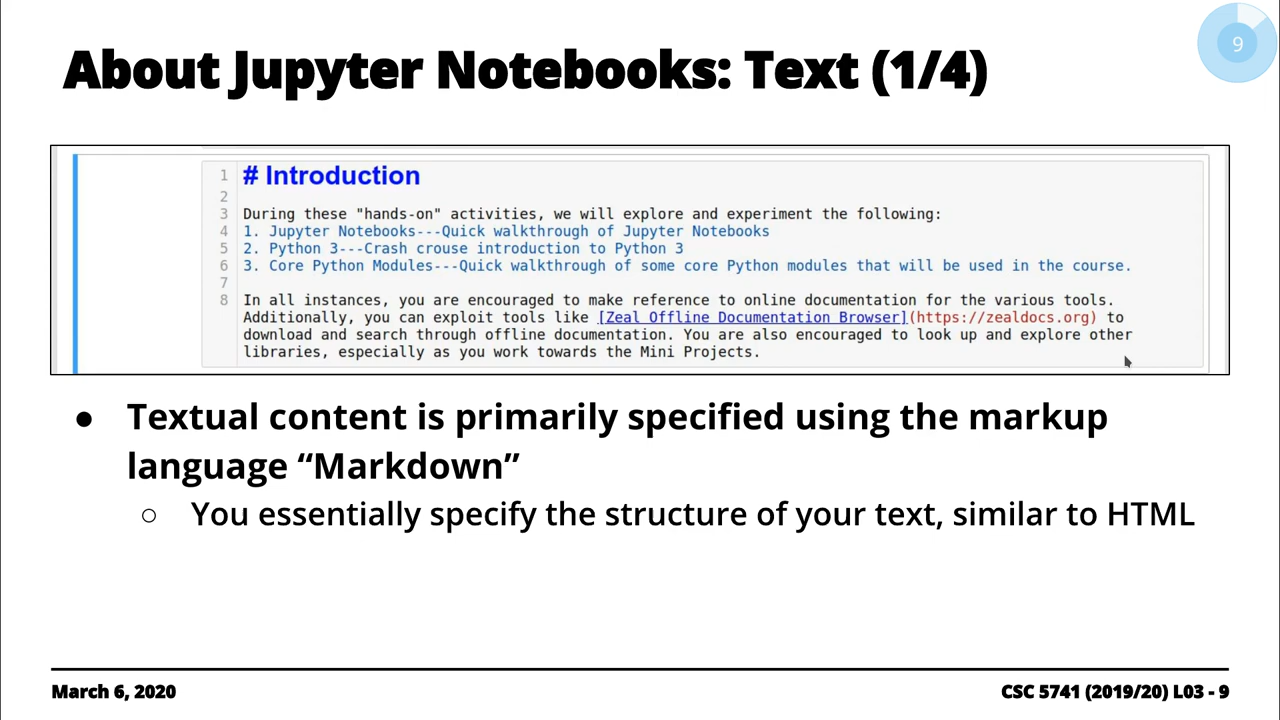 9
About Jupyter Notebooks: Text (1/4)
1 # Introduction
2
3 During these "hands-on" activities, we will explore and experiment the following:
4 1. Jupyter Notebooks---Quick walkthrough of Jupyter Notebooks
5 2. Python 3---Crash crouse introduction to Python 3
6 3. Core Python Modules---Quick walkthrough of some core Python modules that will be used in the course.
7
8 In all instances, you are encouraged to make reference to online documentation for the various tools.
Additionally, you can exploit tools like [Zeal Offline Documentation Browser](https://zealdocs.org) to
download and search through offline documentation. You are also encouraged to look up and explore other
libraries, especially as you work towards the Mini Projects.
● Textual content is primarily specified using the markup
language “Markdown”
○ You essentially specify the structure of your text, similar to HTML
March 6, 2020
CSC 5741 (2019/20) L03 - 9